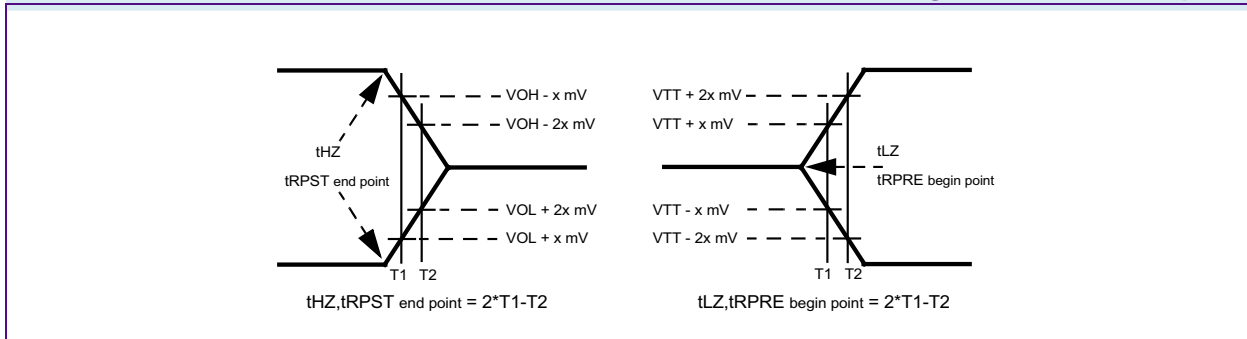 VOH - x mV
VOH - 2x mV
tHZ
tRPST end point
VOL + 2x mV
VOL + x mV
T1 T2
tHZ,tRPST end point = 2*T1-T2
VTT + 2x mV
VTT + x mV
tLZ
tRPRE begin point
VTT - x mV
VTT - 2x mV
T1 T2
tLZ,tRPRE begin point = 2*T1-T2